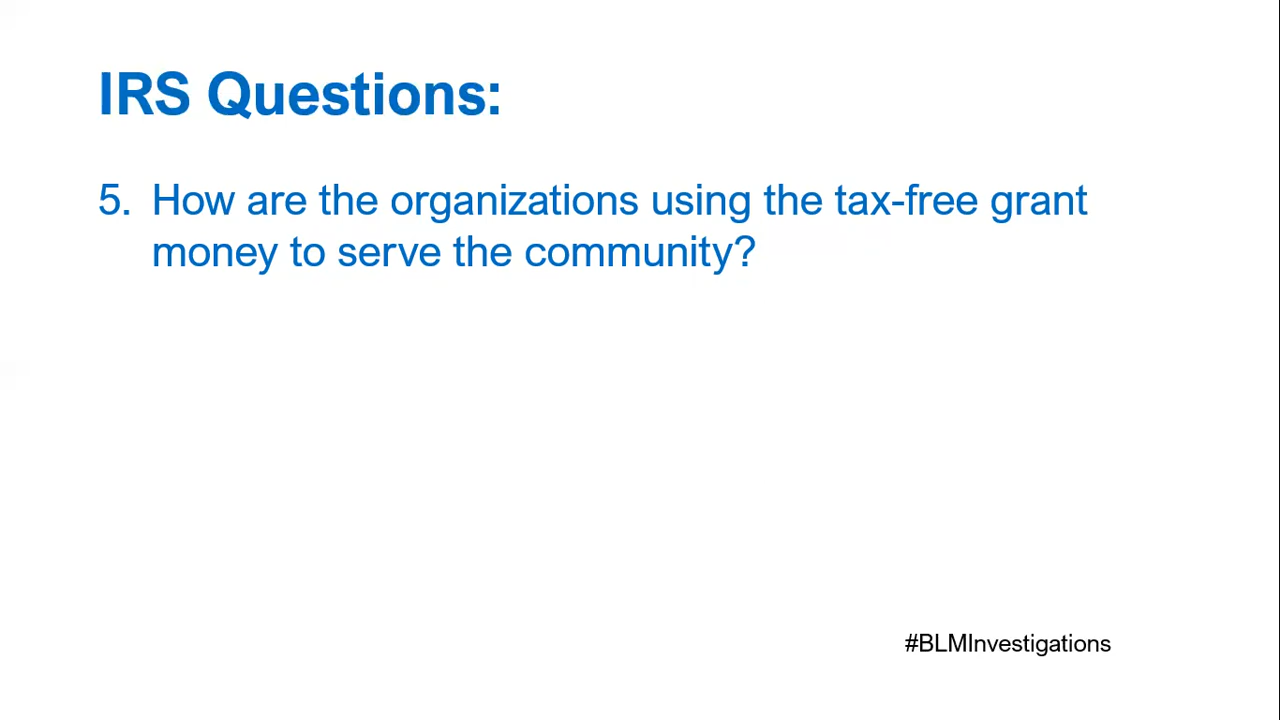 IRS Questions:
5. How are the organizations using the tax-free grant
money to serve the community?
#BLMInvestigations